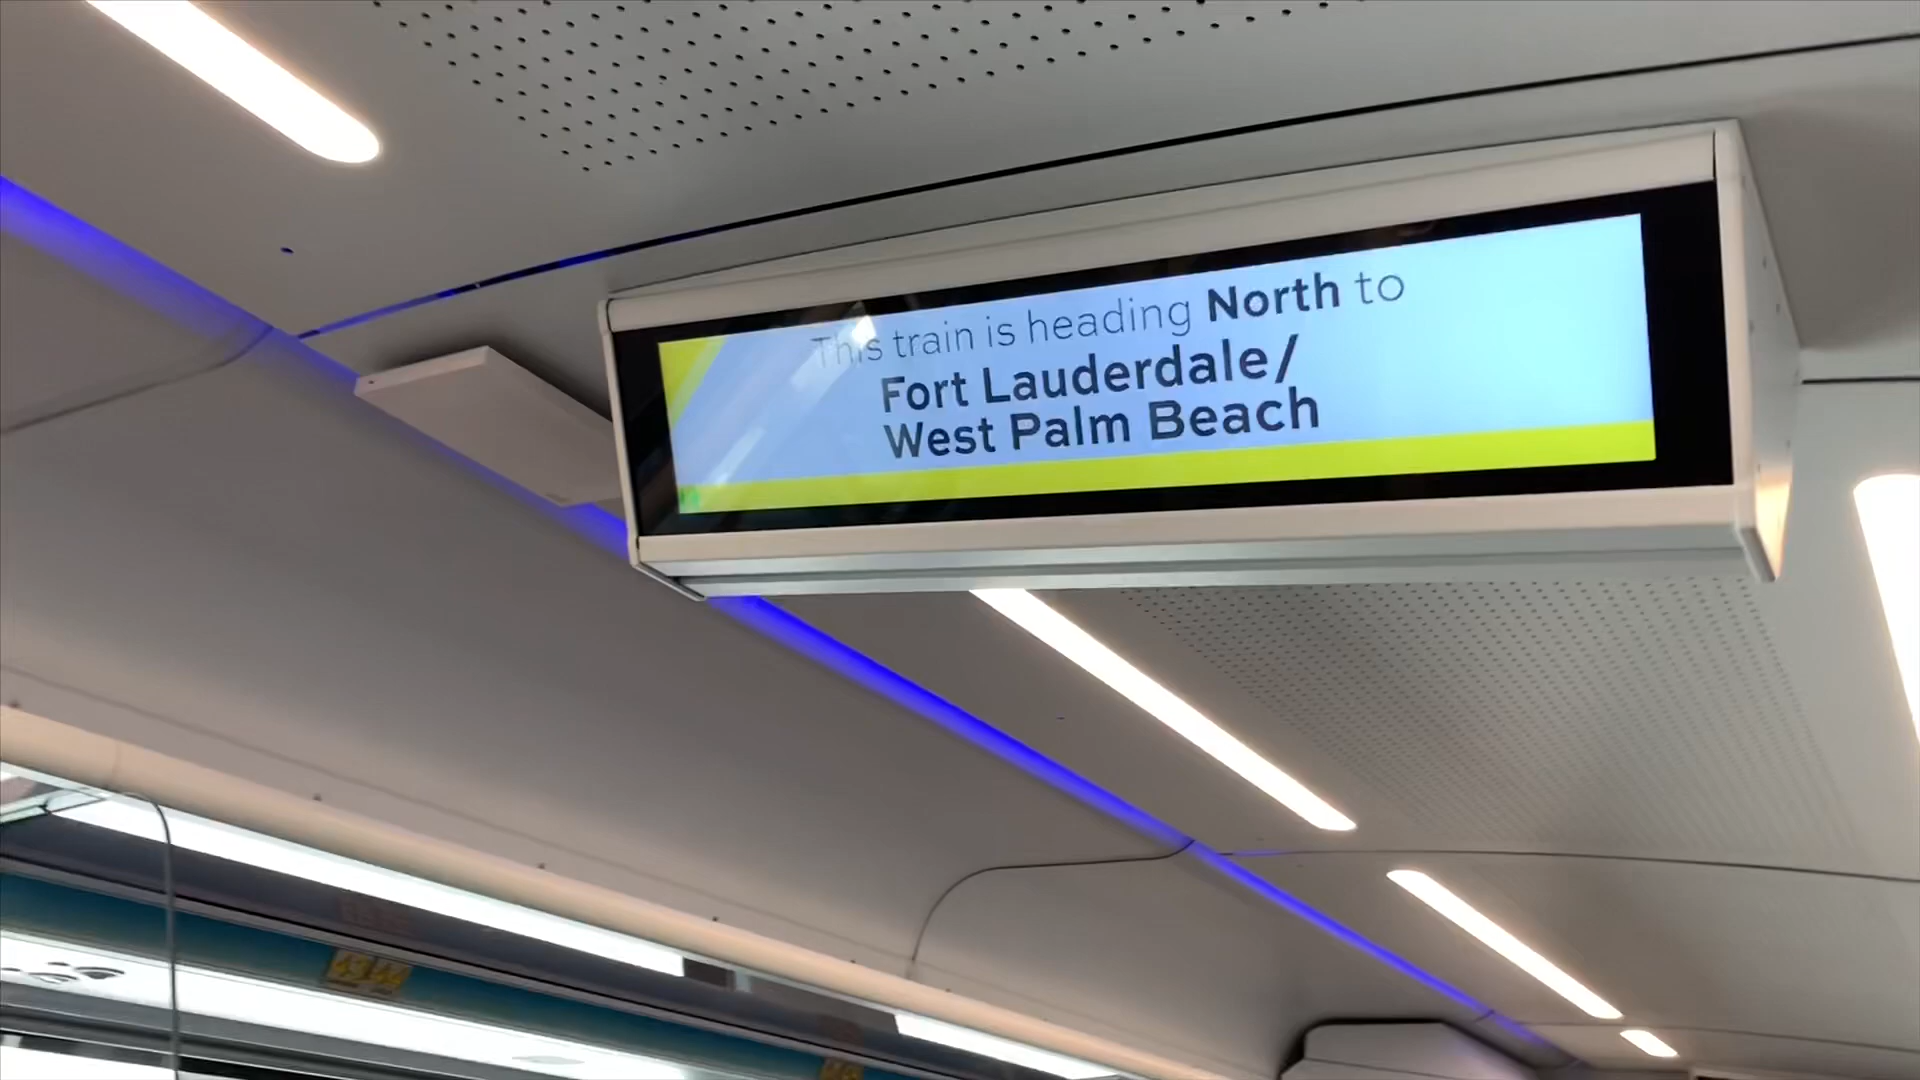 This train is heading North to
Fort Lauderdale/
West Palm Beach